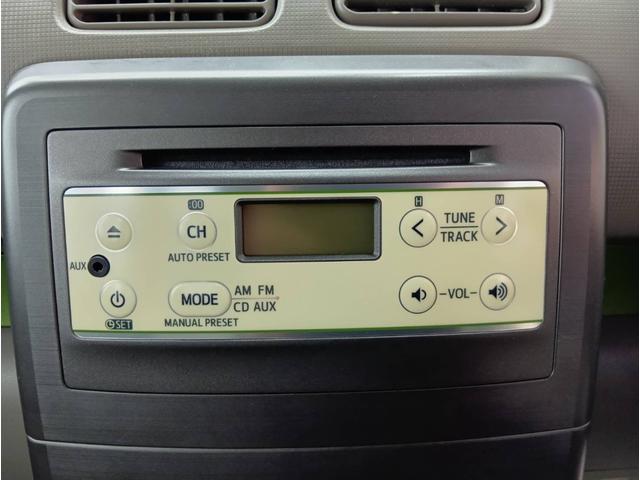 :00
H
M
CH
TUNE
TRACK
AUTO PRESET
AUX
MODE
AM FM
CD AUX
-VOL-
SET
MANUAL PRESET